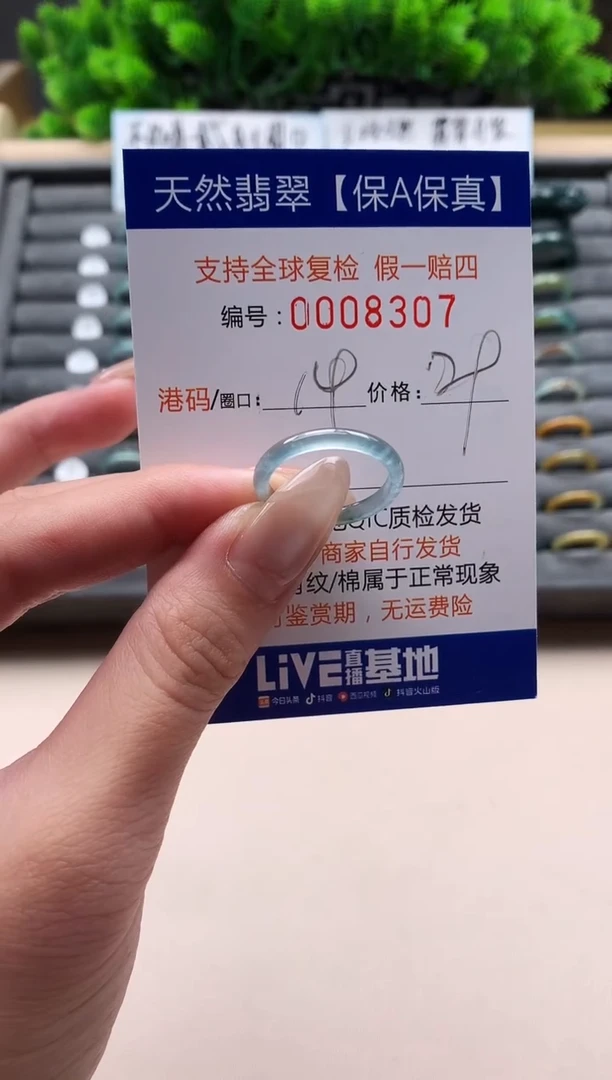 天然翡翠【保A保真】
支持全球复检 假一赔四
编号：0008307
港码/圈口：14 价格：29
QIC质检发货
商家自行发货
纹/棉属于正常现象
鉴赏期，无运费险
LiVE直播基地
今日头条 抖音 西瓜视频 抖音火山版